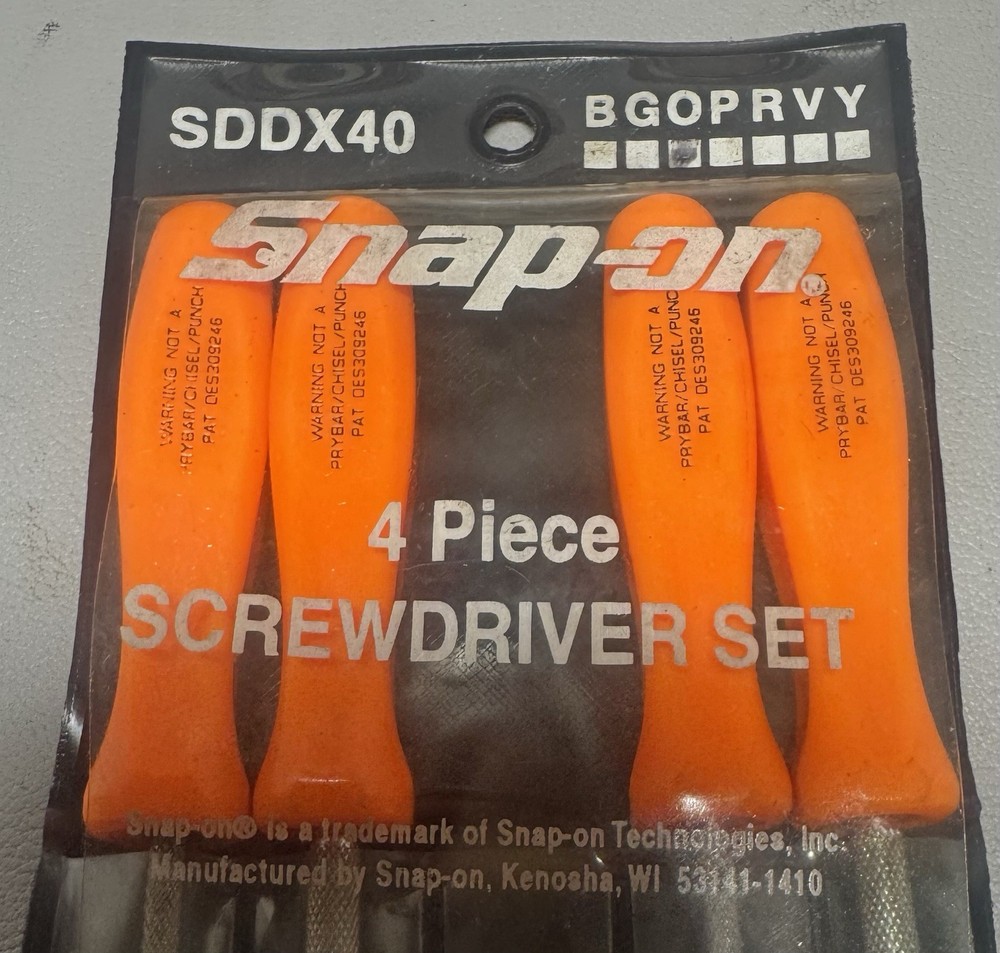 SDDX40
BGOPRVY
Snap-on®
WARNING NOT A
PRYBAR/CHISEL/PUNCH
PAT DES309246
WARNING NOT A
PRYBAR/CHISEL/PUNCH
PAT DES309246
WARNING NOT A
PRYBAR/CHISEL/PUNCH
PAT DES309246
WARNING NOT A
PRYBAR/CHISEL/PUNCH
PAT DES309246
4 Piece
SCREWDRIVER SET
Snap-on® is a trademark of Snap-on Technologies, Inc.
Manufactured by Snap-on, Kenosha, WI 53141-1410